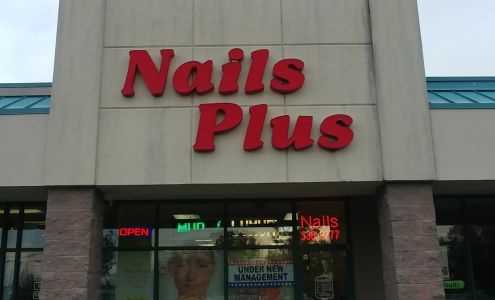 Nails
Plus
OPEN
Nails
UNDER NEW
MANAGEMENT